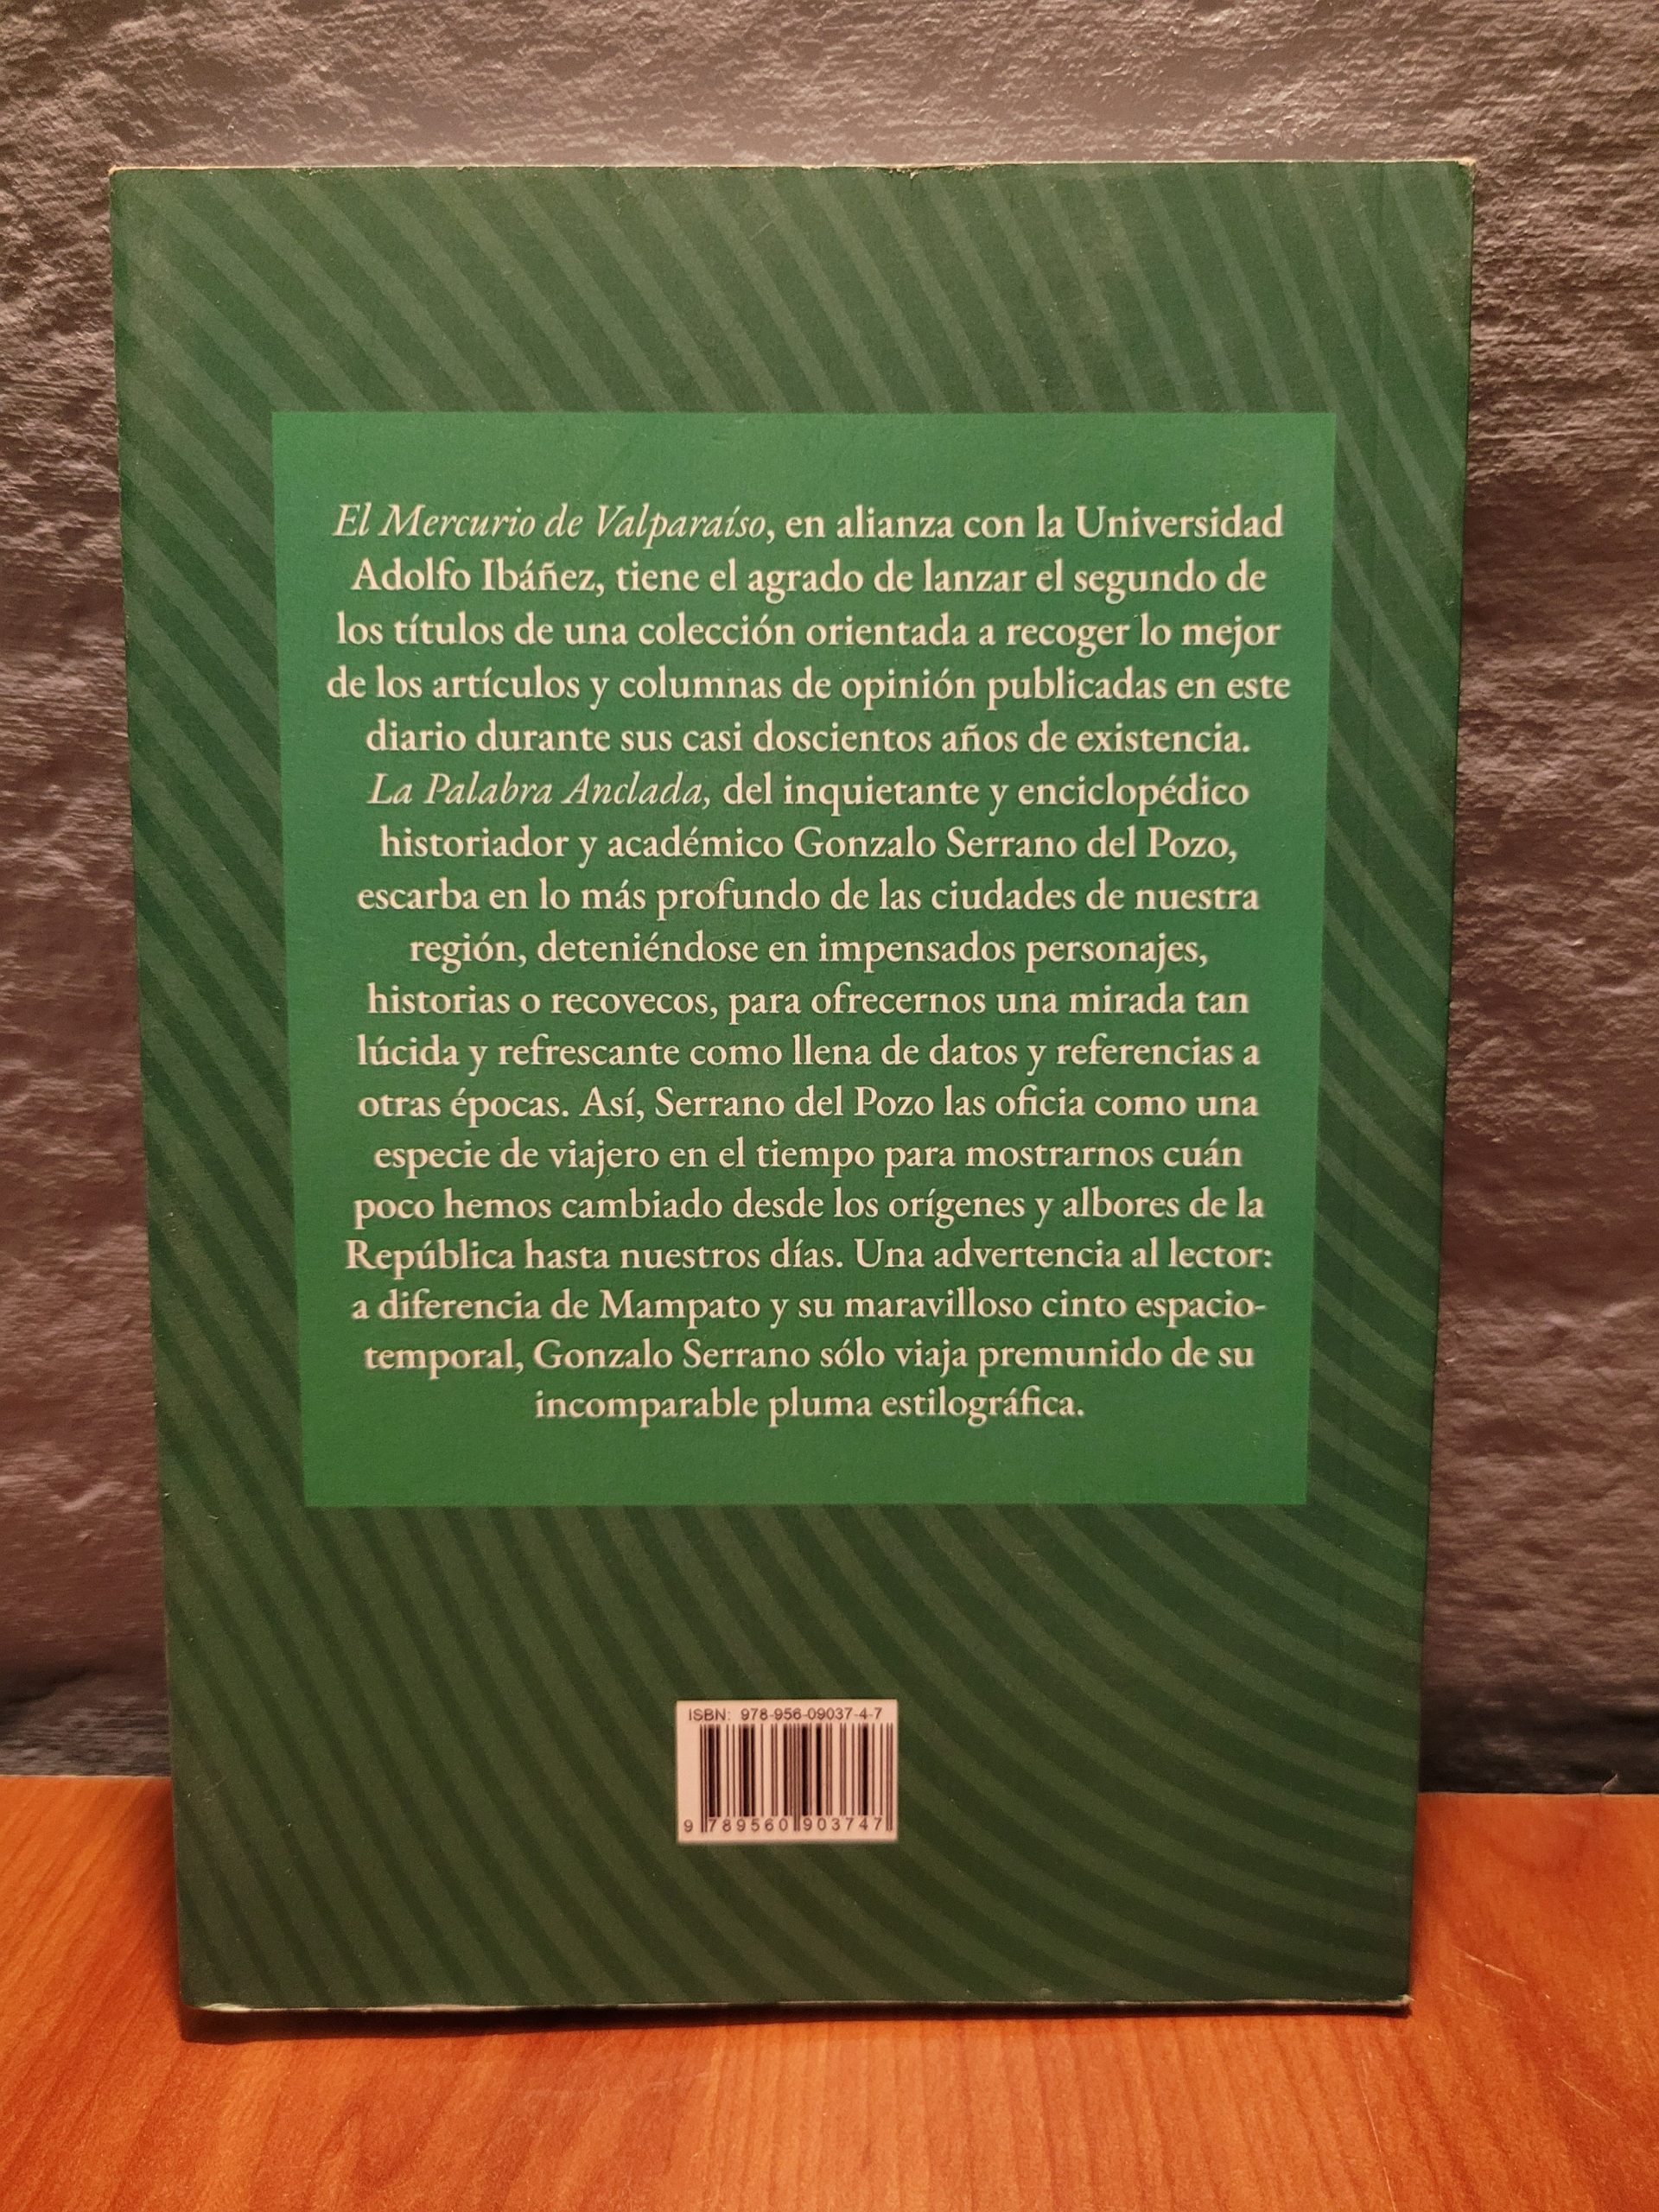 El Mercurio de Valparaíso, en alianza con la Universidad
Adolfo Ibáñez, tiene el agrado de lanzar el segundo de
los títulos de una colección orientada a recoger lo mejor
de los artículos y columnas de opinión publicadas en este
diario durante sus casi doscientos años de existencia.
La Palabra Anclada, del inquietante y enciclopédico
historiador y académico Gonzalo Serrano del Pozo,
escarba en lo más profundo de las ciudades de nuestra
región, deteniéndose en impensados personajes,
historias o recovecos, para ofrecernos una mirada tan
lúcida y refrescante como llena de datos y referencias a
otras épocas. Así, Serrano del Pozo las oficia como una
especie de viajero en el tiempo para mostrarnos cuán
poco hemos cambiado desde los orígenes y albores de la
República hasta nuestros días. Una advertencia al lector:
a diferencia de Mampato y su maravilloso cinto espacio-
temporal, Gonzalo Serrano sólo viaja premunido de su
incomparable pluma estilográfica.
ISBN: 978-956-09037-4-7
9 789560 903747